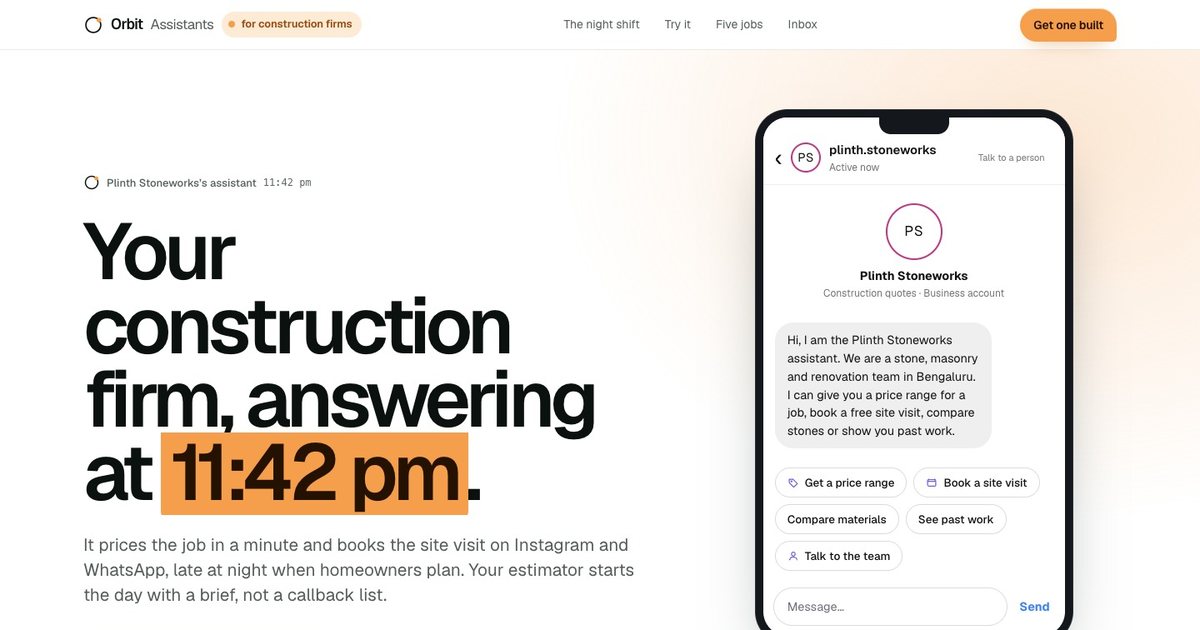 Orbit Assistants for construction firms
The night shift Try it Five jobs Inbox
Get one built
Plinth Stoneworks's assistant 11:42 pm
Your
construction
firm, answering
at 11:42 pm.
It prices the job in a minute and books the site visit on Instagram and
WhatsApp, late at night when homeowners plan. Your estimator starts
the day with a brief, not a callback list.
PS
plinth.stoneworks
Active now
Talk to a person
PS
Plinth Stoneworks
Construction quotes · Business account
Hi, I am the Plinth Stoneworks
assistant. We are a stone, masonry
and renovation team in Bengaluru.
I can give you a price range for a
job, book a free site visit, compare
stones or show you past work.
Get a price range Book a site visit
Compare materials See past work
Talk to the team
Message... Send